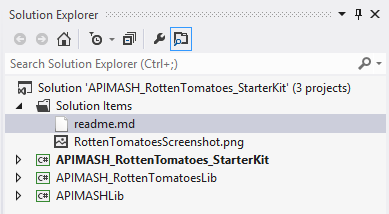 Solution Explorer
Search Solution Explorer (Ctrl+;)
Solution 'APIMASH_RottenTomatoes_StarterKit' (3 projects)
Solution Items
readme.md
RottenTomatoesScreenshot.png
C# APIMASH_RottenTomatoes_StarterKit
C# APIMASH_RottenTomatoesLib
C# APIMASHLib